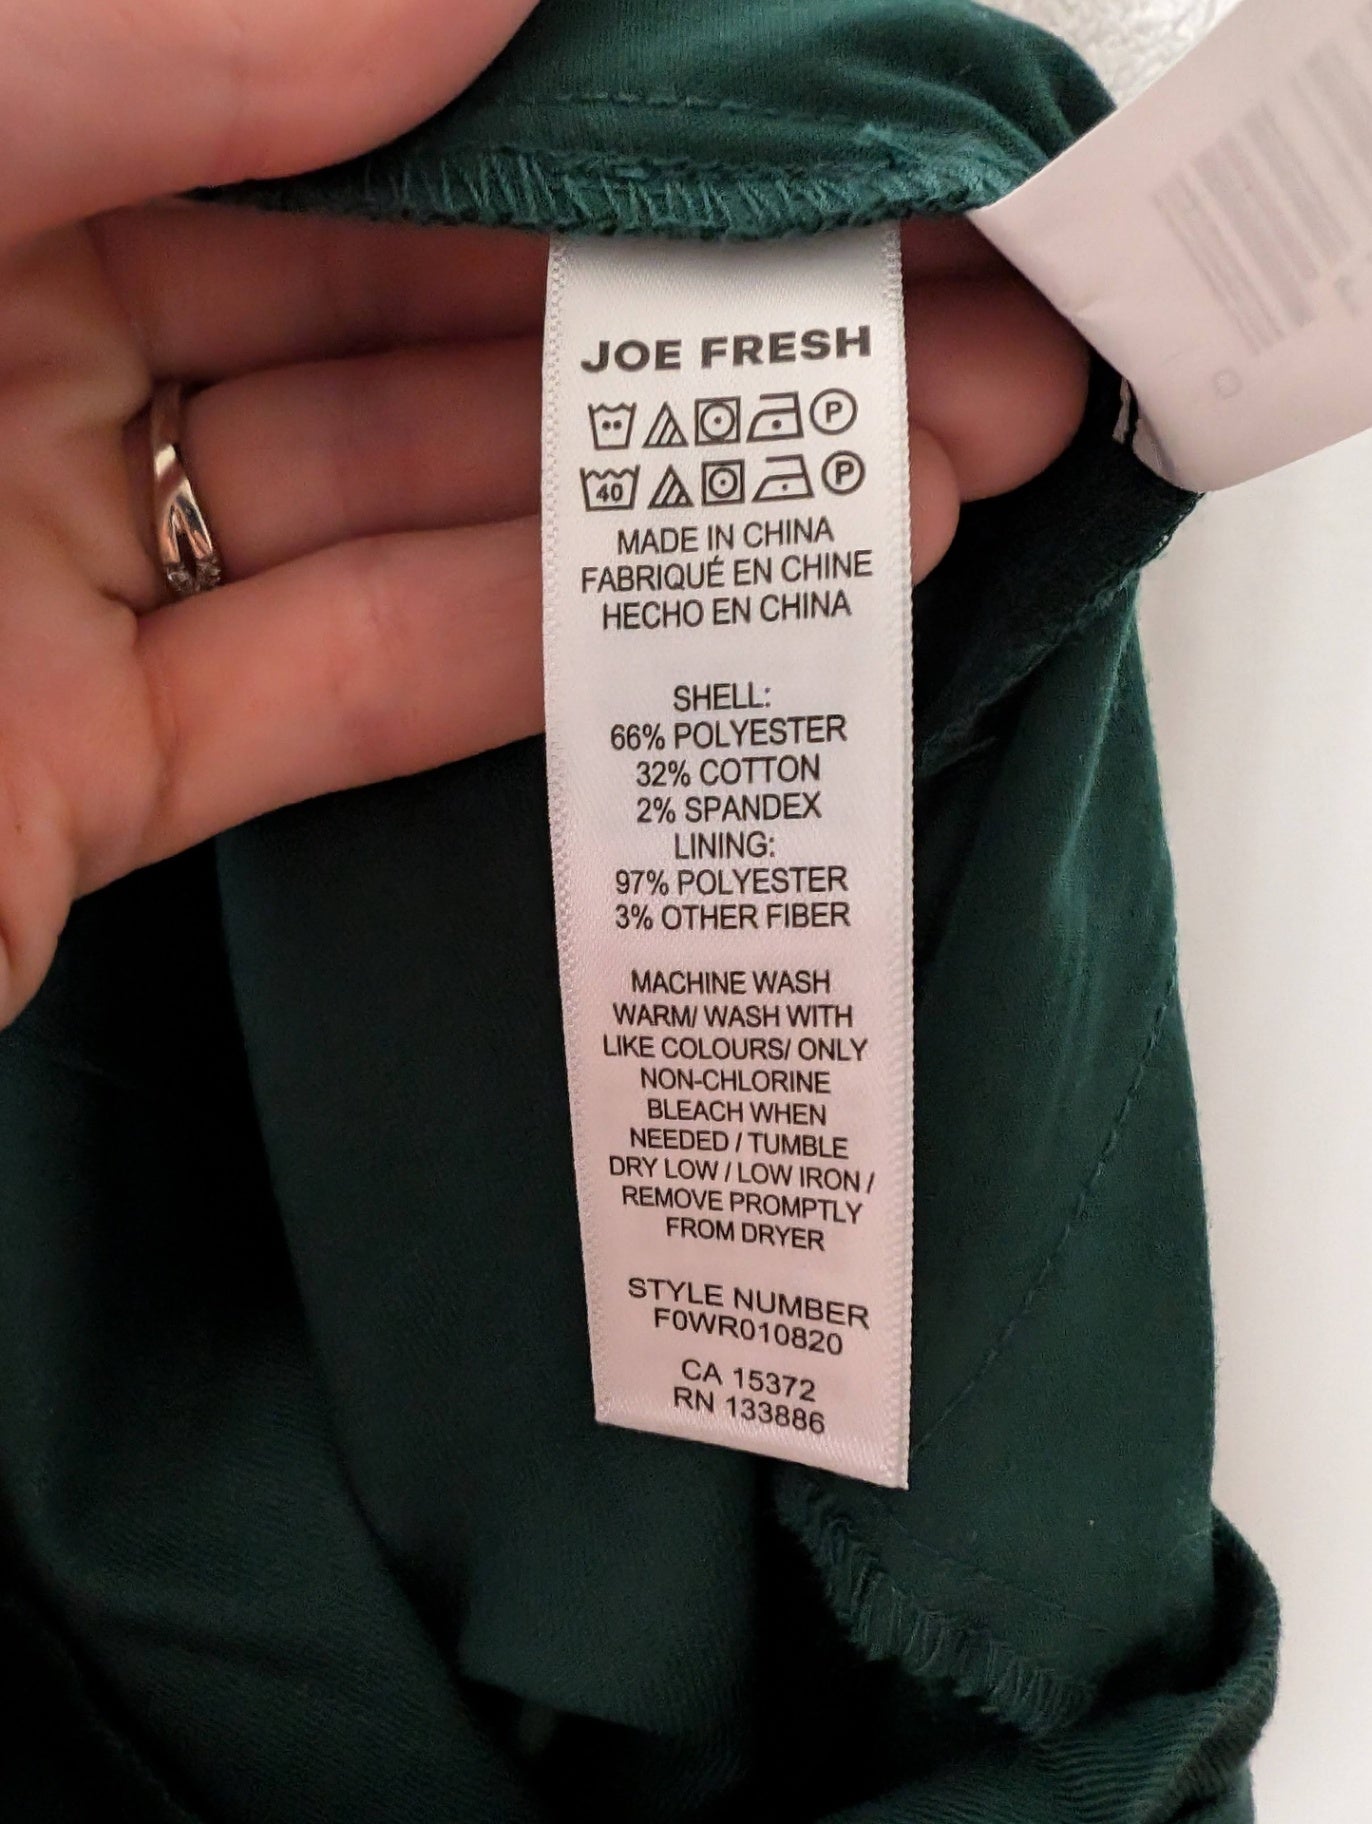 JOE FRESH
P
40 P
MADE IN CHINA
FABRIQUÉ EN CHINE
HECHO EN CHINA
SHELL:
66% POLYESTER
32% COTTON
2% SPANDEX
LINING:
97% POLYESTER
3% OTHER FIBER
MACHINE WASH
WARM/ WASH WITH
LIKE COLOURS/ ONLY
NON-CHLORINE
BLEACH WHEN
NEEDED / TUMBLE
DRY LOW / LOW IRON /
REMOVE PROMPTLY
FROM DRYER
STYLE NUMBER
F0WR010820
CA 15372
RN 133886